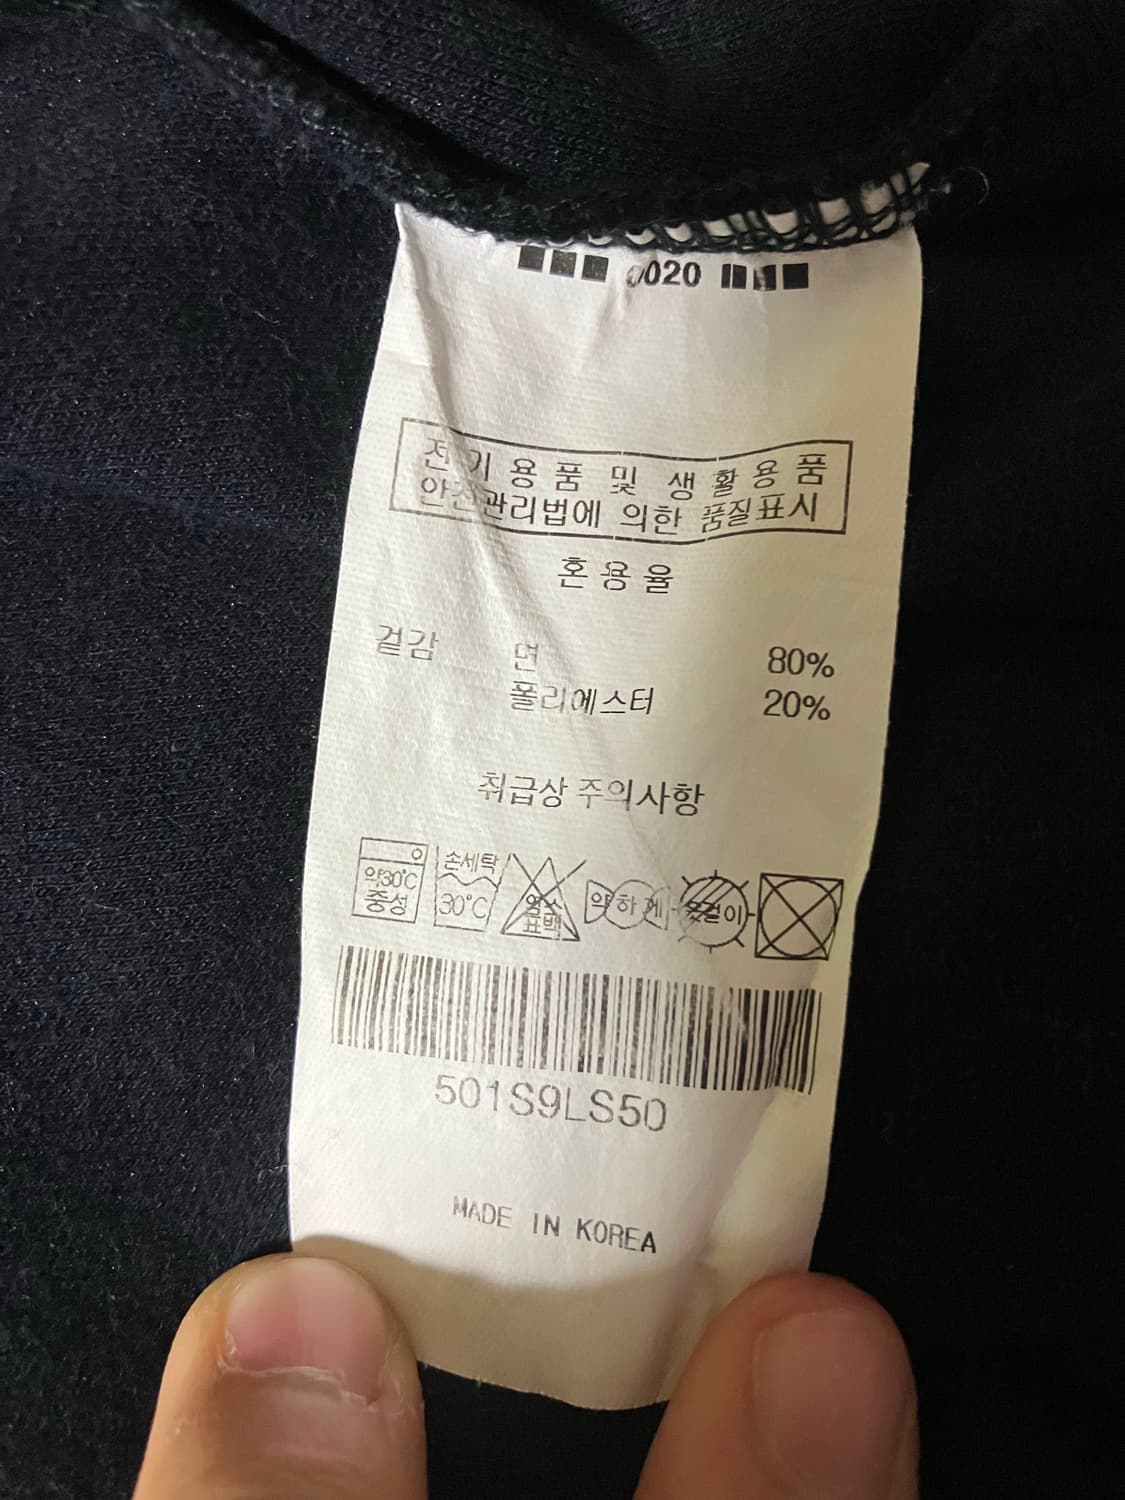 0020
전기용품 및 생활용품
안전관리법에 의한 품질표시
혼용율
겉감 면 80%
폴리에스터 20%
취급상 주의사항
약30℃ 중성
손세탁 30℃
염소 표백
약하게
옷걸이
501S9LS50
MADE IN KOREA